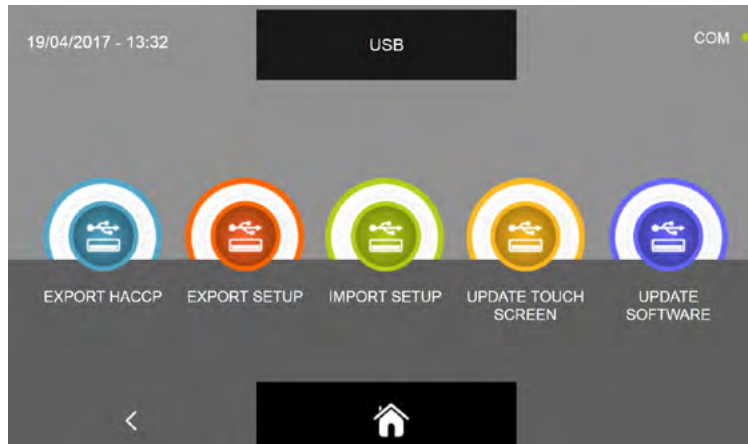 19/04/2017 - 13:32
USB
COM
EXPORT HACCP
EXPORT SETUP
IMPORT SETUP
UPDATE TOUCH
SCREEN
UPDATE
SOFTWARE